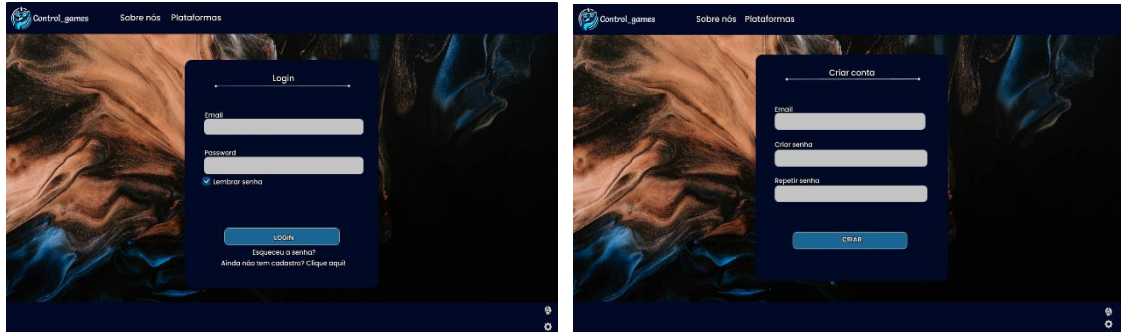 Control_games Sobre nós Plataformas
Login
Email
Password
Lembrar senha
LOGIN
Esqueceu a senha?
Ainda não tem cadastro? Clique aqui!
Control_games Sobre nós Plataformas
Criar conta
Email
Criar senha
Repetir senha
CRIAR